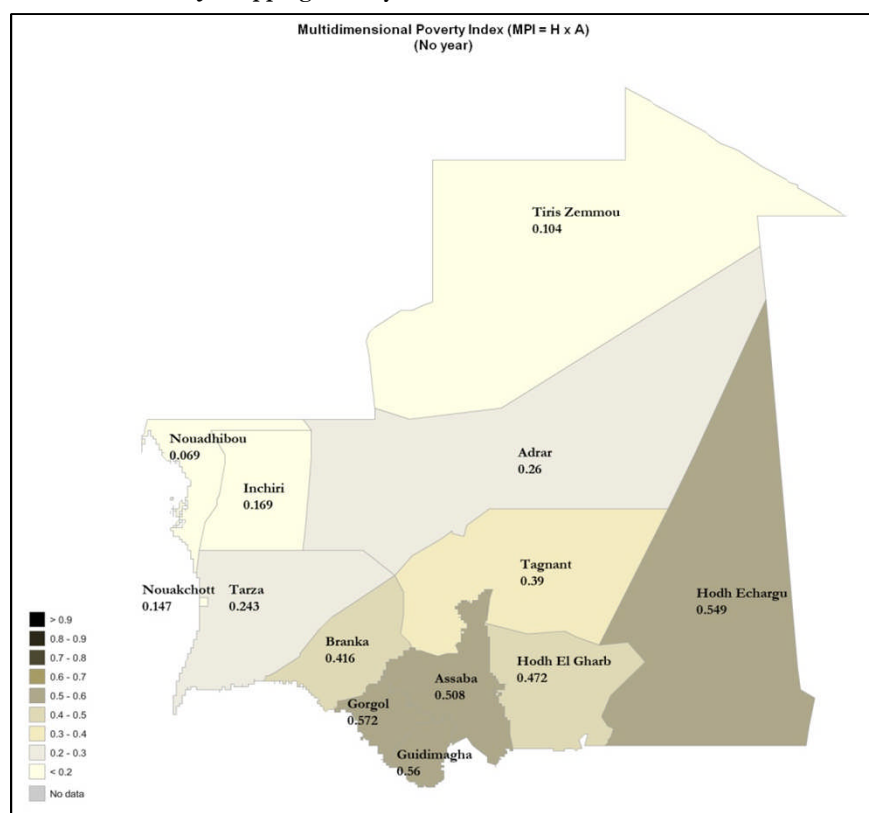 Multidimensional Poverty Index (MPI = H x A)
(No year)
Tiris Zemmou
0.104
Nouadhibou
0.069
Inchiri
0.169
Adrar
0.26
Tagnant
0.39
Nouakchott
0.147
Tarza
0.243
Hodh Echargu
0.549
Branka
0.416
Hodh El Gharb
0.472
Assaba
0.508
Gorgol
0.572
Guidimagha
0.56
> 0.9
0.8 - 0.9
0.7 - 0.8
0.6 - 0.7
0.5 - 0.6
0.4 - 0.5
0.3 - 0.4
0.2 - 0.3
< 0.2
No data